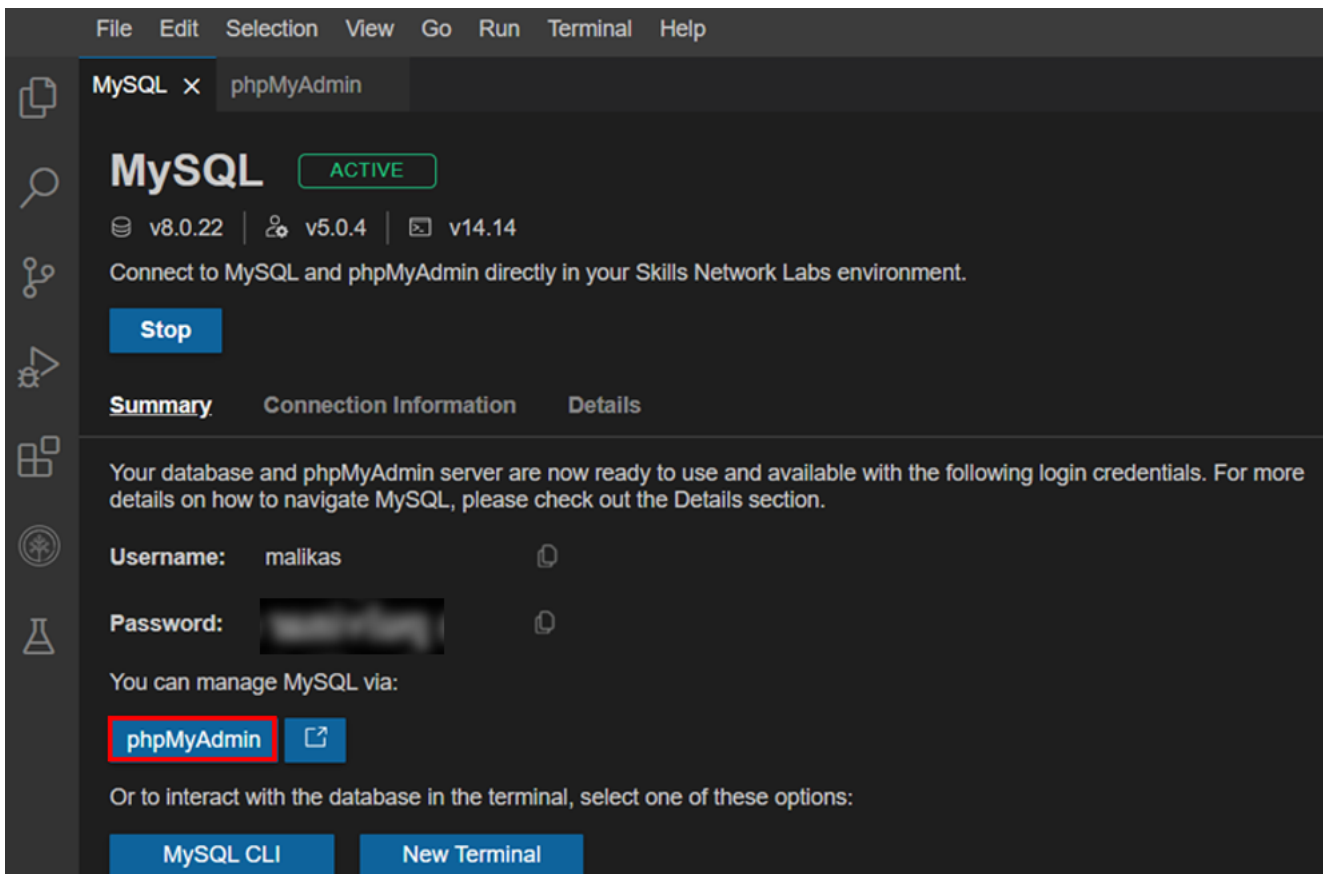 File Edit Selection View Go Run Terminal Help
MySQL phpMyAdmin
MySQL ACTIVE
v8.0.22 v5.0.4 v14.14
Connect to MySQL and phpMyAdmin directly in your Skills Network Labs environment.
Stop
Summary Connection Information Details
Your database and phpMyAdmin server are now ready to use and available with the following login credentials. For more
details on how to navigate MySQL, please check out the Details section.
Username: malikas
Password:
You can manage MySQL via:
phpMyAdmin
Or to interact with the database in the terminal, select one of these options:
MySQL CLI New Terminal